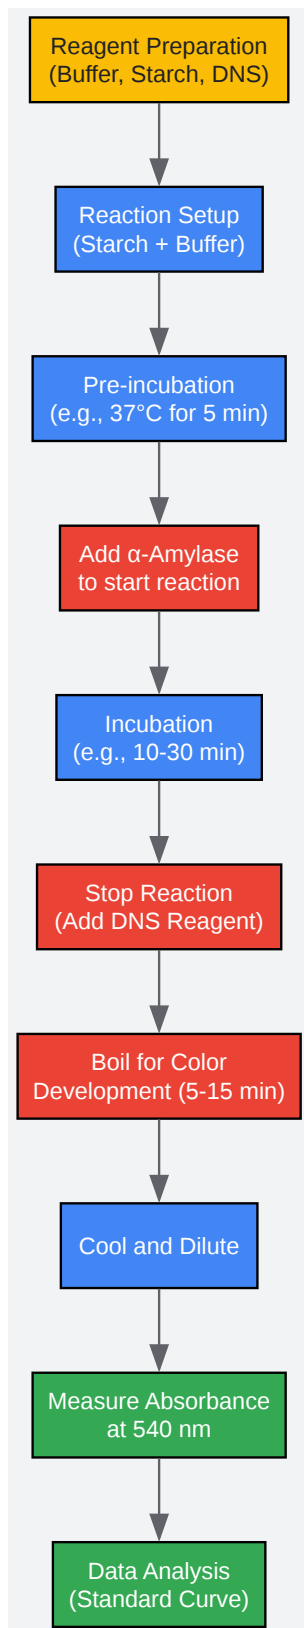 Reagent Preparation
(Buffer, Starch, DNS)
Reaction Setup
(Starch + Buffer)
Pre-incubation
(e.g., 37°C for 5 min)
Add α-Amylase
to start reaction
Incubation
(e.g., 10-30 min)
Stop Reaction
(Add DNS Reagent)
Boil for Color
Development (5-15 min)
Cool and Dilute
Measure Absorbance
at 540 nm
Data Analysis
(Standard Curve)